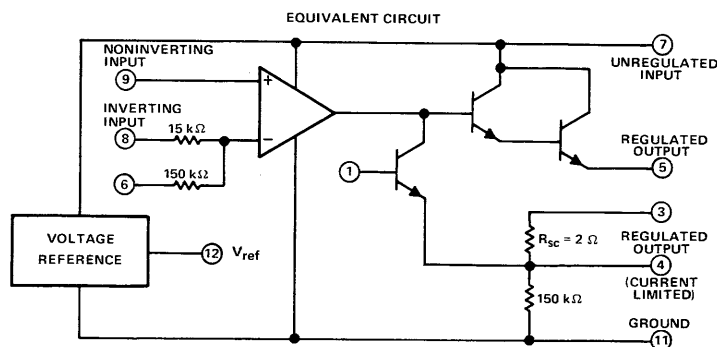 EQUIVALENT CIRCUIT
NONINVERTING
INPUT
7
9
+
UNREGULATED
INPUT
INVERTING
INPUT
15 kΩ
8
−
REGULATED
OUTPUT
150 kΩ
6
1
5
3
VOLTAGE
REFERENCE
12 Vref
RSC = 2 Ω
REGULATED
OUTPUT
4
(CURRENT
LIMITED)
150 kΩ
GROUND
11